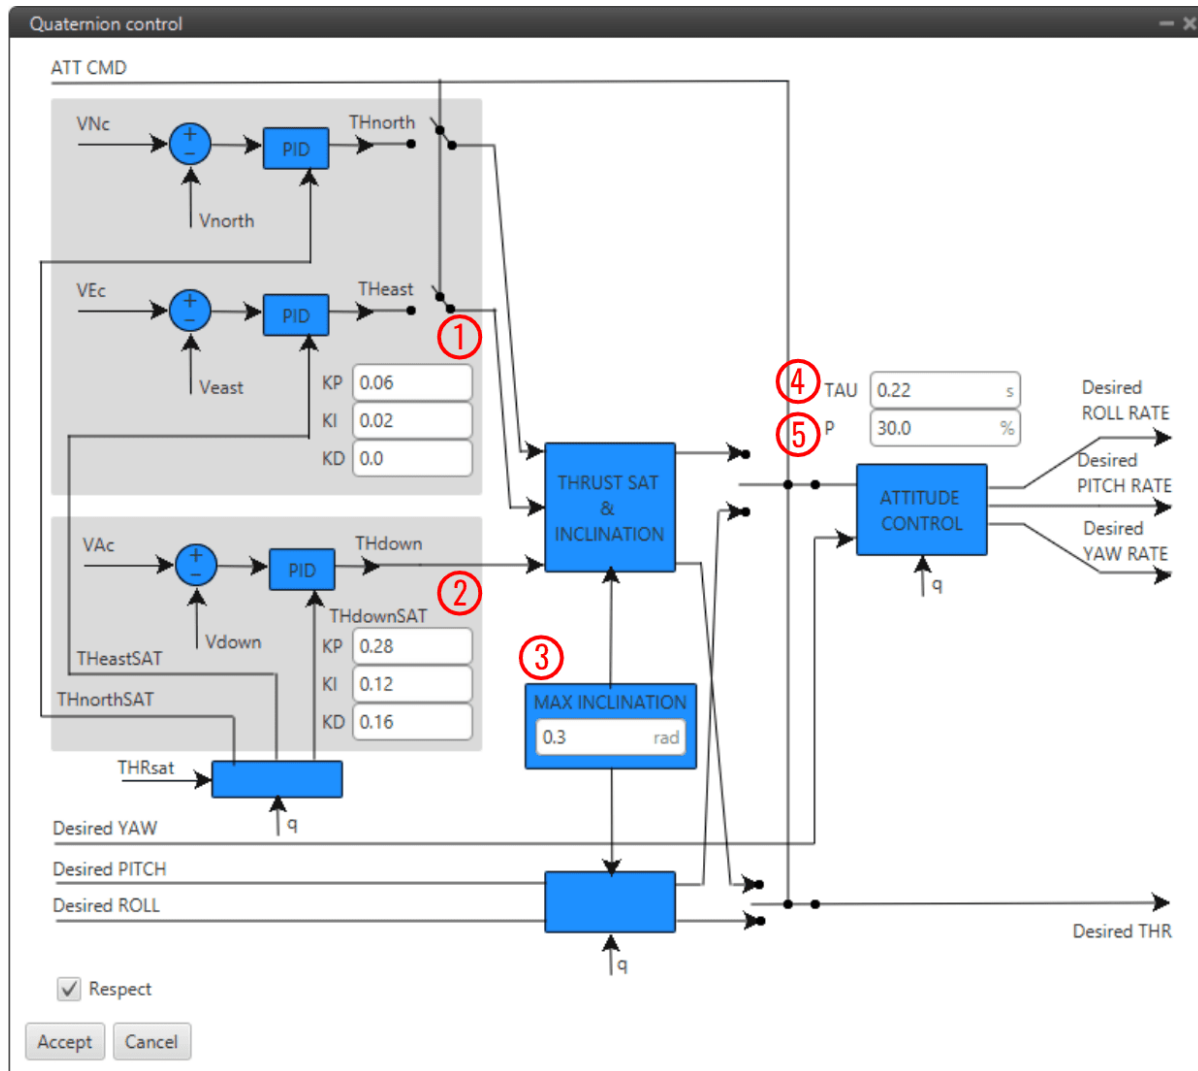 Quaternion control
ATT CMD
VNc
+
−
PID
THnorth
Vnorth
VEc
+
−
PID
THeast
1
Veast
KP 0.06
KI 0.02
KD 0.0
4
TAU 0.22 s
5
P 30.0 %
Desired
ROLL RATE
Desired
PITCH RATE
Desired
YAW RATE
THRUST SAT
&
INCLINATION
ATTITUDE
CONTROL
q
VAc
+
−
PID
THdown
2
Vdown
THdownSAT
KP 0.28
KI 0.12
KD 0.16
THeastSAT
THnorthSAT
3
MAX INCLINATION
0.3 rad
THRsat
q
Desired YAW
Desired PITCH
Desired ROLL
q
Desired THR
Respect
Accept Cancel